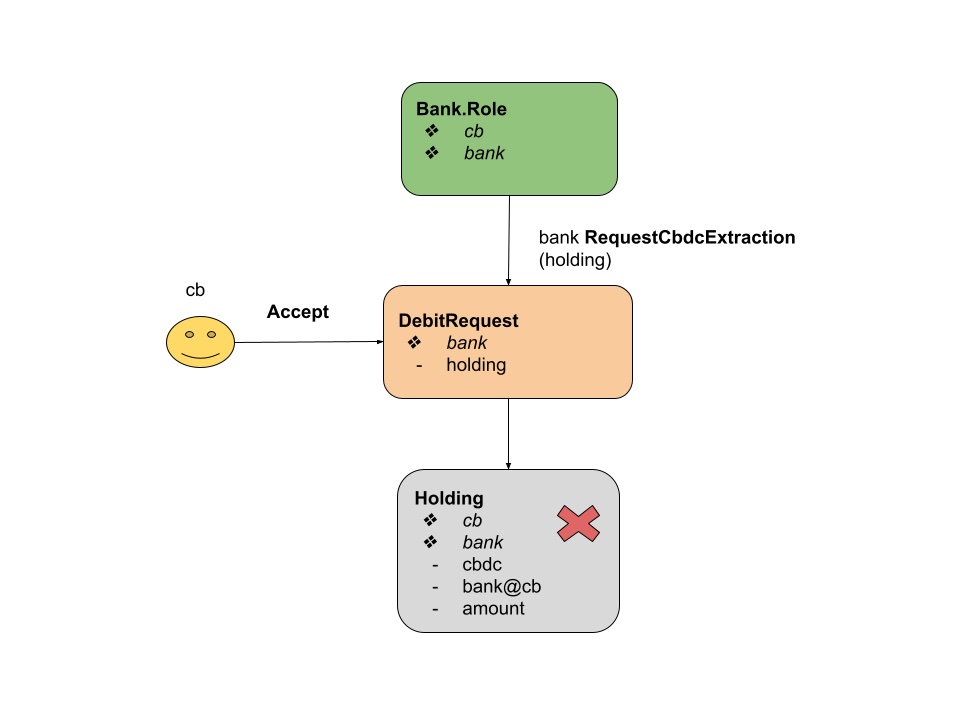 Bank.Role
❖ cb
❖ bank
bank RequestCbdcExtraction
(holding)
cb
Accept
DebitRequest
❖ bank
- holding
Holding
❖ cb
❖ bank
- cbdc
- bank@cb
- amount